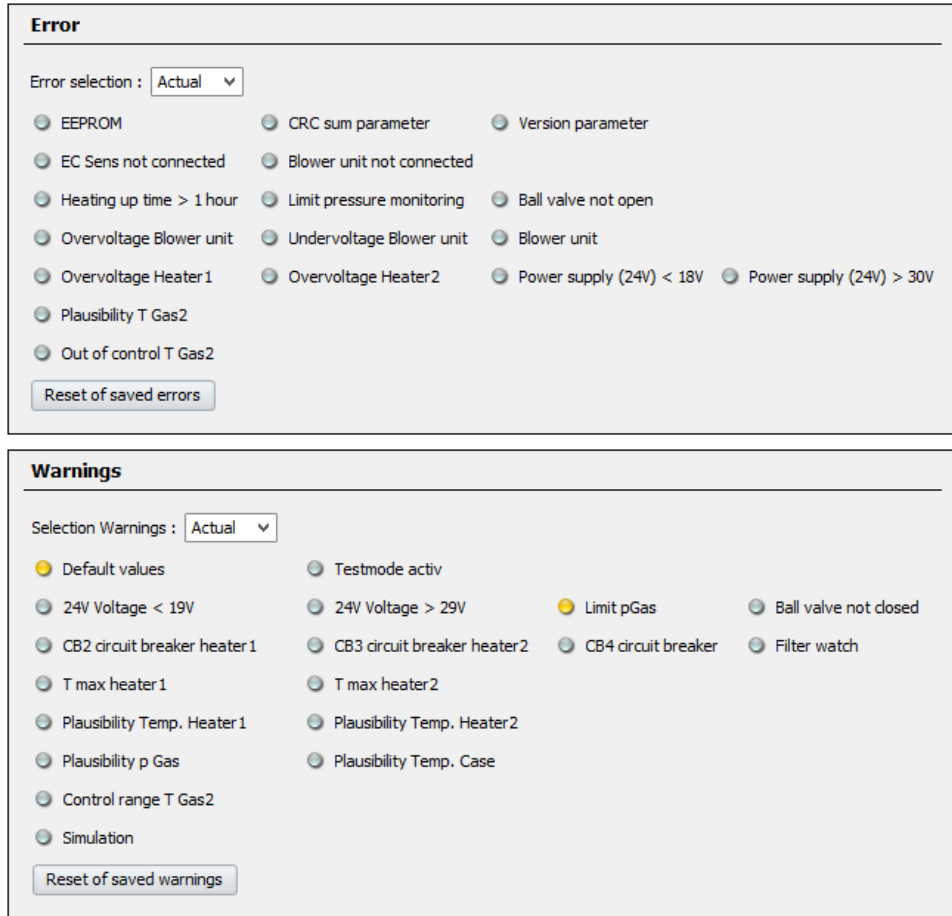 Error
Error selection : Actual
EEPROM CRC sum parameter Version parameter
EC Sens not connected Blower unit not connected
Heating up time > 1 hour Limit pressure monitoring Ball valve not open
Overvoltage Blower unit Undervoltage Blower unit Blower unit
Overvoltage Heater1 Overvoltage Heater2 Power supply (24V) < 18V Power supply (24V) > 30V
Plausibility T Gas2
Out of control T Gas2
Reset of saved errors
Warnings
Selection Warnings : Actual
Default values Testmode activ
24V Voltage < 19V 24V Voltage > 29V Limit pGas Ball valve not closed
CB2 circuit breaker heater1 CB3 circuit breaker heater2 CB4 circuit breaker Filter watch
T max heater1 T max heater2
Plausibility Temp. Heater1 Plausibility Temp. Heater2
Plausibility p Gas Plausibility Temp. Case
Control range T Gas2
Simulation
Reset of saved warnings